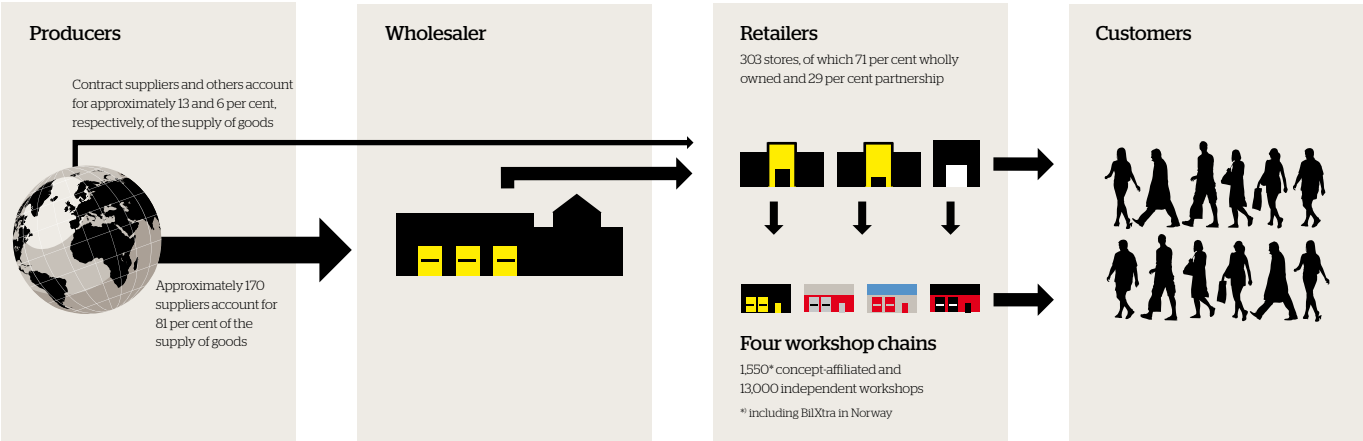 Producers
Contract suppliers and others account
for approximately 13 and 6 per cent,
respectively, of the supply of goods
Approximately 170
suppliers account for
81 per cent of the
supply of goods
Wholesaler
Retailers
303 stores, of which 71 per cent wholly
owned and 29 per cent partnership
Four workshop chains
1,550* concept-affiliated and
13,000 independent workshops
*⁾ including BilXtra in Norway
Customers